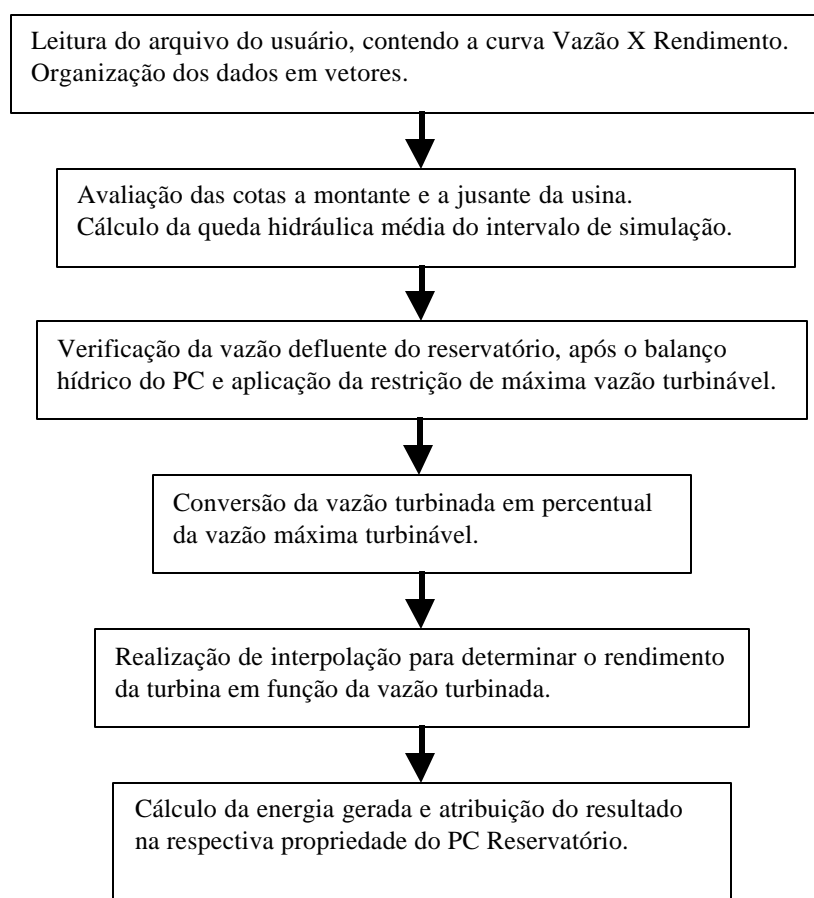 Leitura do arquivo do usuário, contendo a curva Vazão X Rendimento.
Organização dos dados em vetores.
Avaliação das cotas a montante e a jusante da usina.
Cálculo da queda hidráulica média do intervalo de simulação.
Verificação da vazão defluente do reservatório, após o balanço
hídrico do PC e aplicação da restrição de máxima vazão turbinável.
Conversão da vazão turbinada em percentual
da vazão máxima turbinável.
Realização de interpolação para determinar o rendimento
da turbina em função da vazão turbinada.
Cálculo da energia gerada e atribuição do resultado
na respectiva propriedade do PC Reservatório.